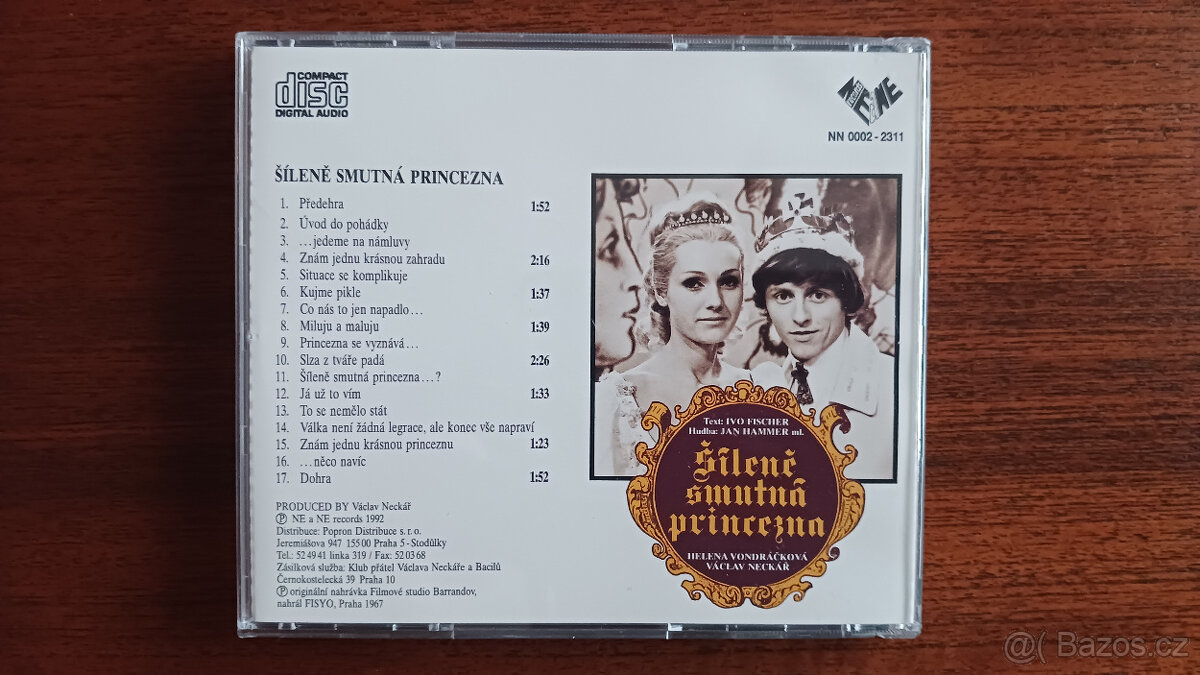 COMPACT
disc
DIGITAL AUDIO
NN 0002 - 2311
ŠÍLENĚ SMUTNÁ PRINCEZNA
1. Předehra 1:52
2. Úvod do pohádky
3. ...jedeme na námluvy
4. Znám jednu krásnou zahradu 2:16
5. Situace se komplikuje
6. Kujme pikle 1:37
7. Co nás to jen napadlo...
8. Miluju a maluju 1:39
9. Princezna se vyznává...
10. Slza z tváře padá 2:26
11. Šíleně smutná princezna...?
12. Já už to vím 1:33
13. To se nemělo stát
14. Válka není žádná legrace, ale konec vše napraví
15. Znám jednu krásnou princeznu 1:23
16. ...něco navíc
17. Dohra 1:52
PRODUCED BY Václav Neckář
Ⓟ NE a NE records 1992
Distribuce: Popron Distribuce s. r. o.
Jeremiášova 947 155 00 Praha 5 - Stodůlky
Tel.: 52 49 41 linka 319 / Fax: 52 03 68
Zásilková služba: Klub přátel Václava Neckáře a Bacilů
Černokostelecká 39 Praha 10
Ⓟ originální nahrávka Filmové studio Barrandov,
nahrál FISYO, Praha 1967
Text: IVO FISCHER
Hudba: JAN HAMMER ml.
Šíleně
smutná
princezna
HELENA VONDRÁČKOVÁ
VÁCLAV NECKÁŘ
@( Bazos.cz